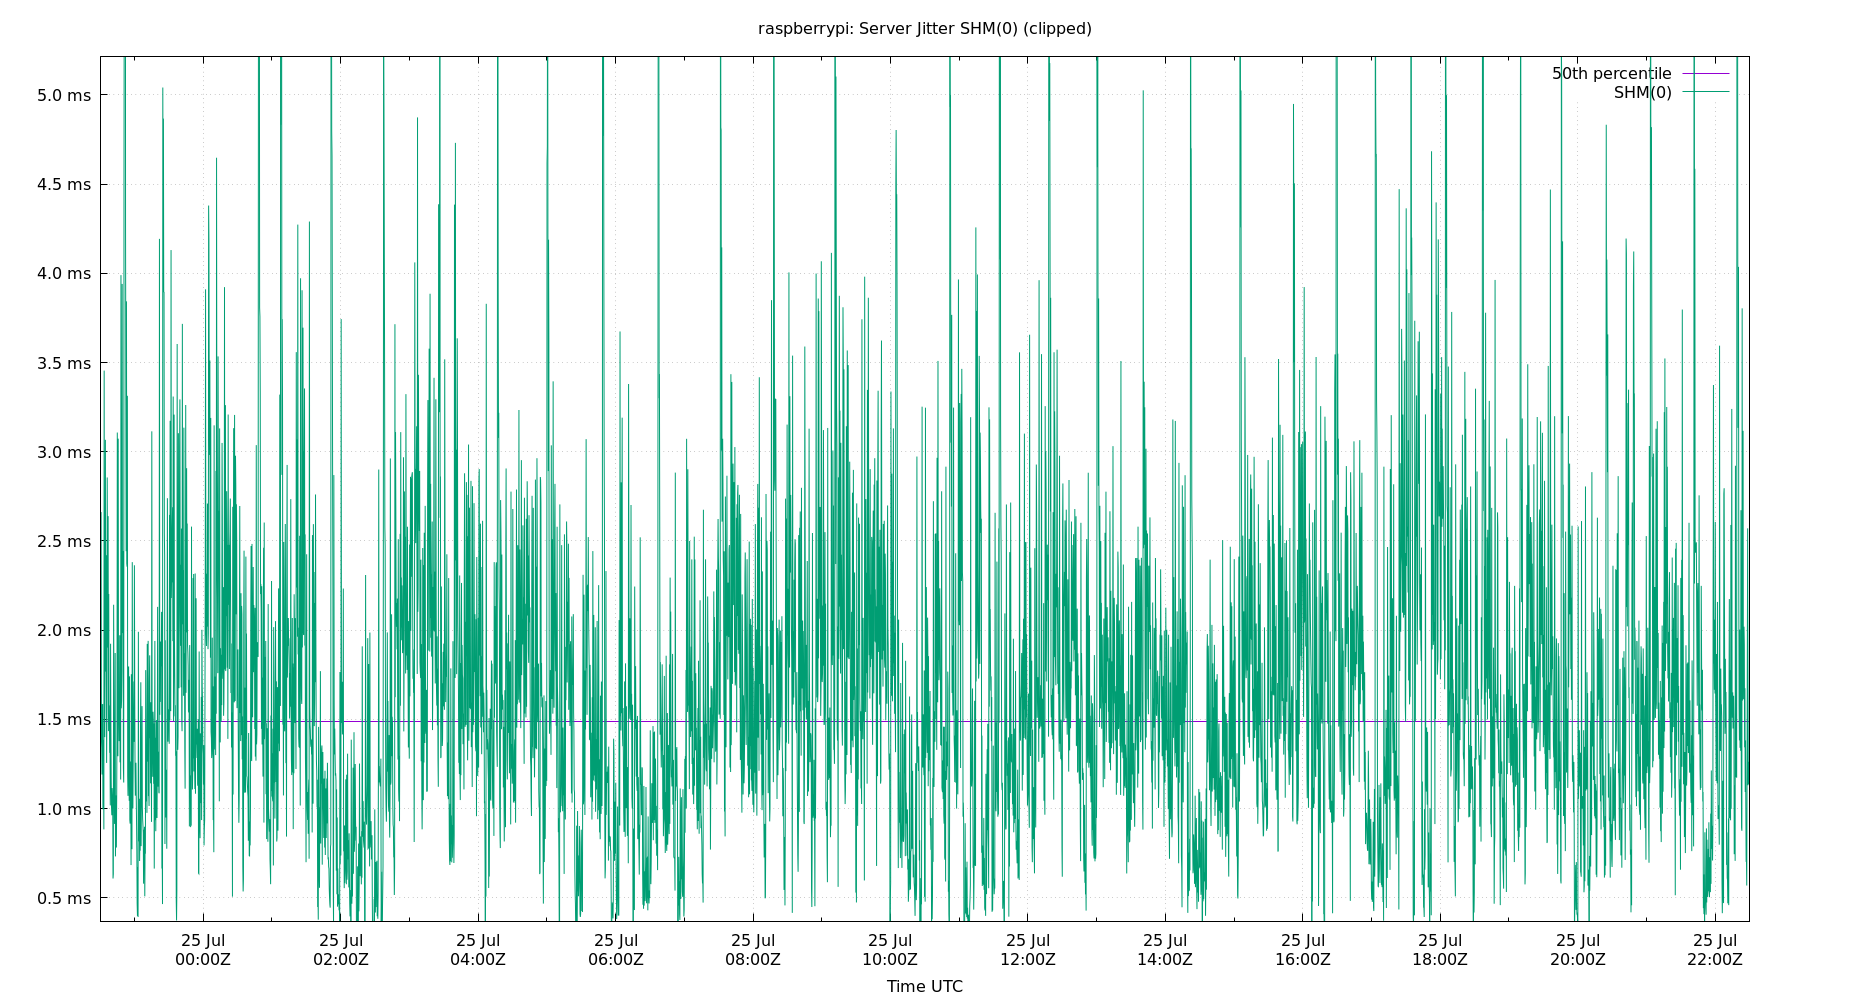 raspberrypi: Server Jitter SHM(0) (clipped)
50th percentile
SHM(0)
5.0 ms
4.5 ms
4.0 ms
3.5 ms
3.0 ms
2.5 ms
2.0 ms
1.5 ms
1.0 ms
0.5 ms
25 Jul 25 Jul 25 Jul 25 Jul 25 Jul 25 Jul 25 Jul 25 Jul 25 Jul 25 Jul 25 Jul 25 Jul
00:00Z 02:00Z 04:00Z 06:00Z 08:00Z 10:00Z 12:00Z 14:00Z 16:00Z 18:00Z 20:00Z 22:00Z
Time UTC